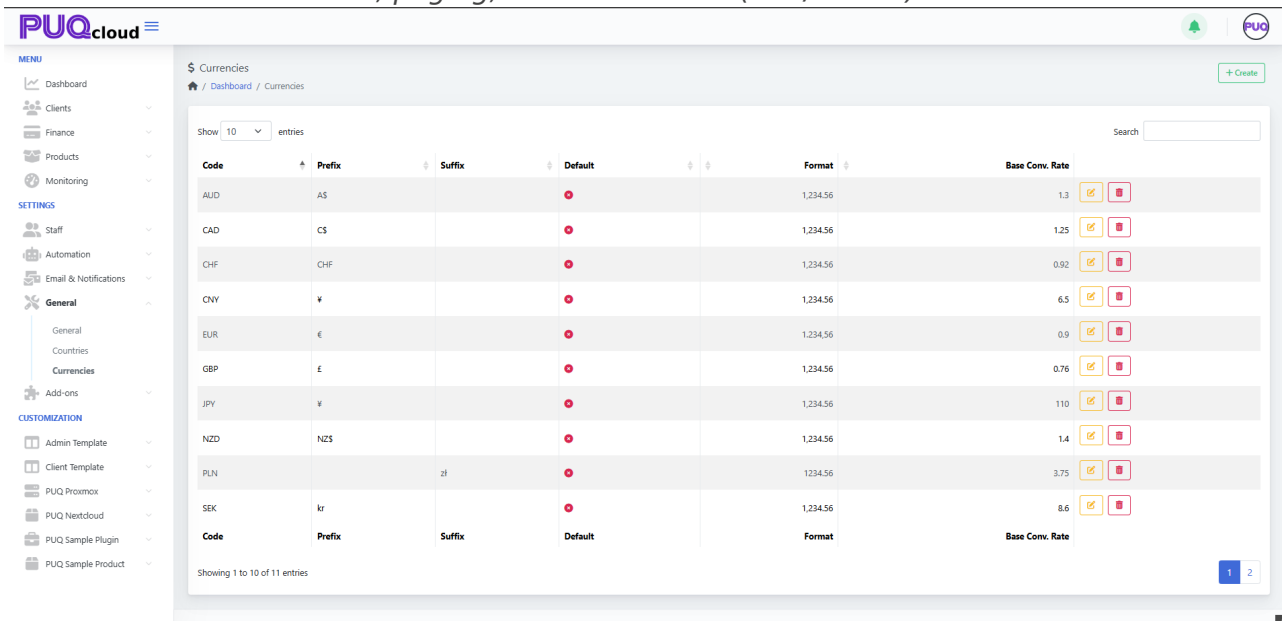 PUQcloud
PUQ
MENU
Dashboard
Clients
Finance
Products
Monitoring
SETTINGS
Staff
Automation
Email & Notifications
General
General
Countries
Currencies
Add-ons
CUSTOMIZATION
Admin Template
Client Template
PUQ Proxmox
PUQ Nextcloud
PUQ Sample Plugin
PUQ Sample Product
$ Currencies
/ Dashboard / Currencies
+ Create
Show 10 entries
Search
Code Prefix Suffix Default Format Base Conv. Rate
AUD A$ 1,234.56 1.3
CAD C$ 1,234.56 1.25
CHF CHF 1,234.56 0.92
CNY ¥ 1,234.56 6.5
EUR € 1.234,56 0.9
GBP £ 1,234.56 0.76
JPY ¥ 1,234.56 110
NZD NZ$ 1,234.56 1.4
PLN zł 1234.56 3.75
SEK kr 1,234.56 8.6
Code Prefix Suffix Default Format Base Conv. Rate
Showing 1 to 10 of 11 entries
1 2